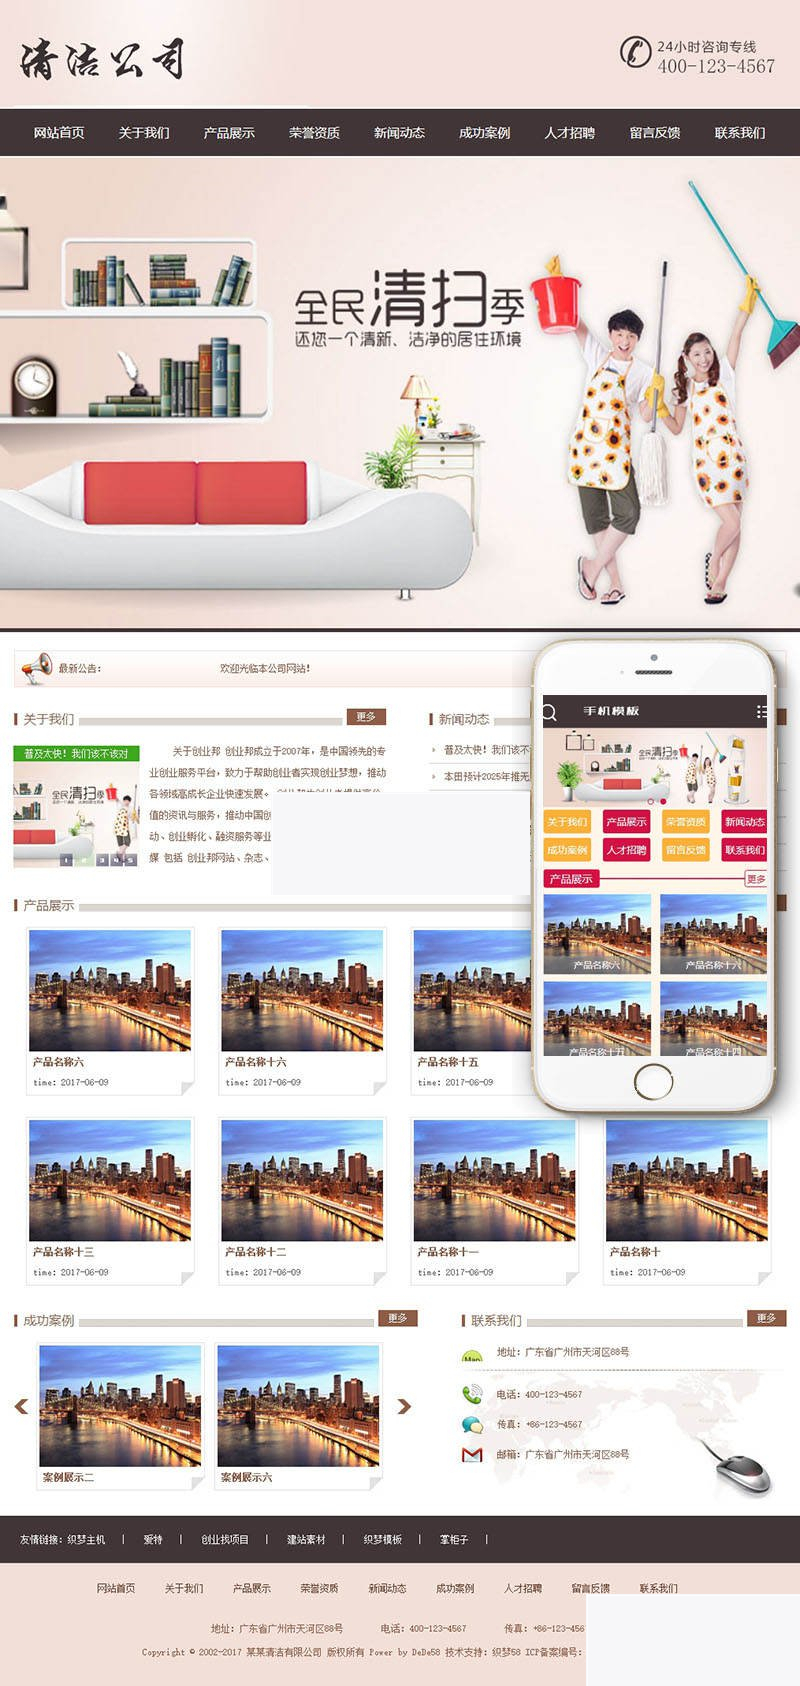 清洁公司
24小时咨询专线
400-123-4567
网站首页 关于我们 产品展示 荣誉资质 新闻动态 成功案例 人才招聘 留言反馈 联系我们
全民清扫季
还您一个清新、洁净的居住环境
最新公告: 欢迎光临本公司网站!
关于我们 更多
普及太快! 我们该不该对
全民清扫季
1 2 3 4 5
关于创业邦 创业邦成立于2007年, 是中国领先的专
业创业服务平台, 致力于帮助创业者实现创业梦想, 推动
各领域高成长企业快速发展。
值的资讯与服务, 推动中国创
动、创业孵化、融资服务等业
媒 包括 创业邦网站、杂志、
新闻动态
普及太快! 我们该不
本田预计2025年推无
手机模板
全民清扫季
关于我们 产品展示 荣誉资质 新闻动态
成功案例 人才招聘 留言反馈 联系我们
产品展示 更多
产品名称六 产品名称十六
产品名称十五 产品名称十四
产品展示
产品名称六 产品名称十六 产品名称十五
time: 2017-06-09 time: 2017-06-09 time: 2017-06-09
产品名称十三 产品名称十二 产品名称十一 产品名称十
time: 2017-06-09 time: 2017-06-09 time: 2017-06-09 time: 2017-06-09
成功案例 更多
案例展示二 案例展示六
联系我们 更多
Map 地址: 广东省广州市天河区88号
电话: 400-123-4567
传真: +86-123-4567
邮箱: 广东省广州市天河区88号
友情链接: 织梦主机 | 爱特 | 创业找项目 | 建站素材 | 织梦模板 | 掌柜子 |
网站首页 关于我们 产品展示 荣誉资质 新闻动态 成功案例 人才招聘 留言反馈 联系我们
地址: 广东省广州市天河区88号 电话: 400-123-4567 传真: +86-123-456
Copyright © 2002-2017 某某清洁有限公司 版权所有 Power by DeDe58 技术支持: 织梦58 ICP备案编号: